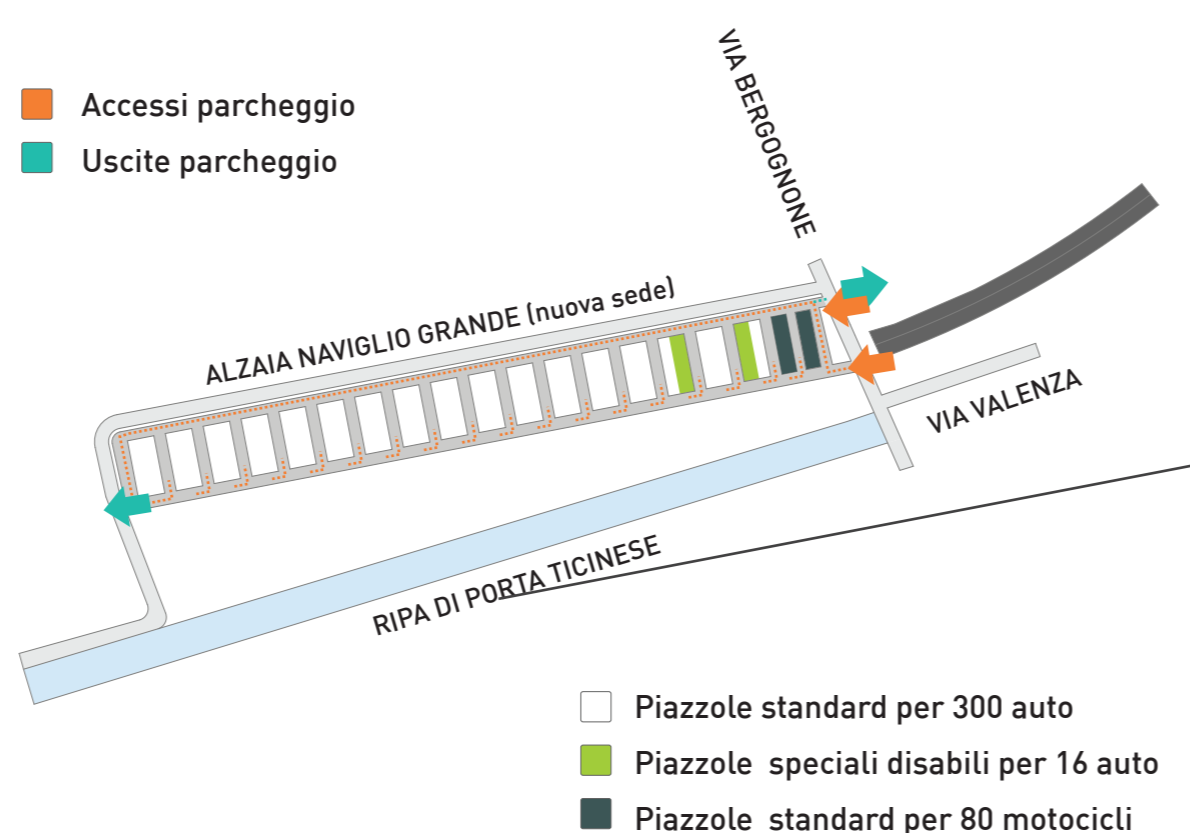 VIA BERGOGNONE
Accessi parcheggio
Uscite parcheggio
ALZAIA NAVIGLIO GRANDE (nuova sede)
VIA VALENZA
RIPA DI PORTA TICINESE
Piazzole standard per 300 auto
Piazzole speciali disabili per 16 auto
Piazzole standard per 80 motocicli